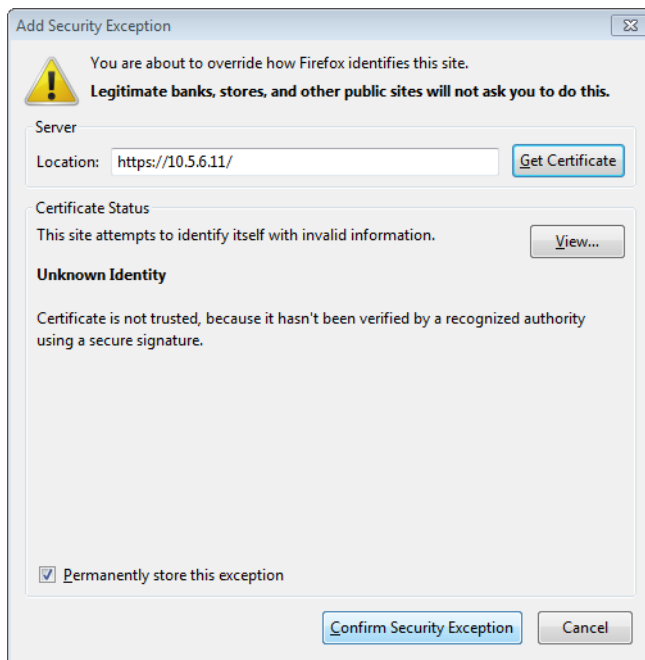 Add Security Exception
You are about to override how Firefox identifies this site.
Legitimate banks, stores, and other public sites will not ask you to do this.
Server
Location: https://10.5.6.11/ Get Certificate
Certificate Status
This site attempts to identify itself with invalid information.
View...
Unknown Identity
Certificate is not trusted, because it hasn't been verified by a recognized authority
using a secure signature.
Permanently store this exception
Confirm Security Exception Cancel